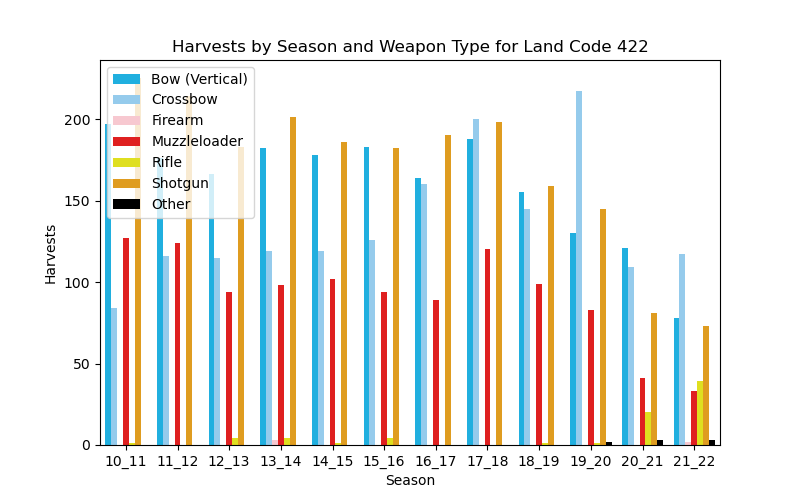 Harvests by Season and Weapon Type for Land Code 422
Bow (Vertical)
Crossbow
Firearm
Muzzleloader
Rifle
Shotgun
Other
Harvests
200
150
100
50
0
10_11 11_12 12_13 13_14 14_15 15_16 16_17 17_18 18_19 19_20 20_21 21_22
Season